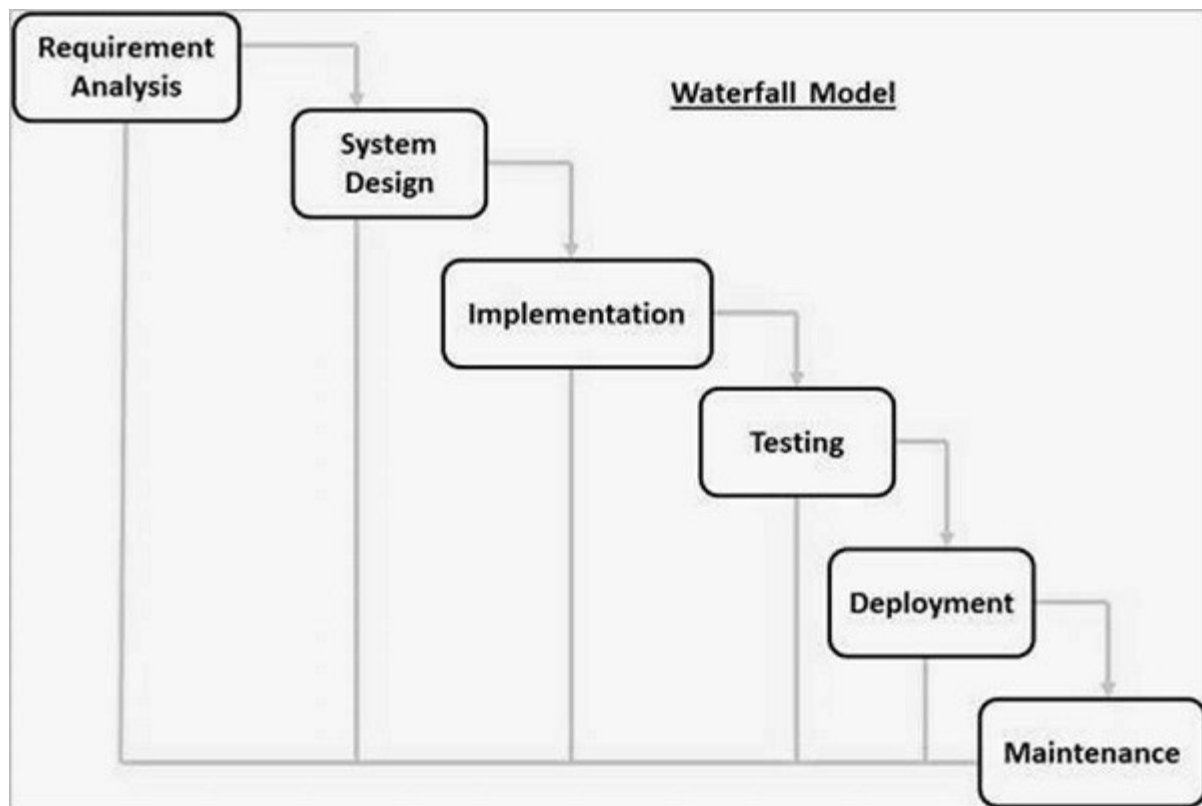 Requirement
Analysis
Waterfall Model
System
Design
Implementation
Testing
Deployment
Maintenance